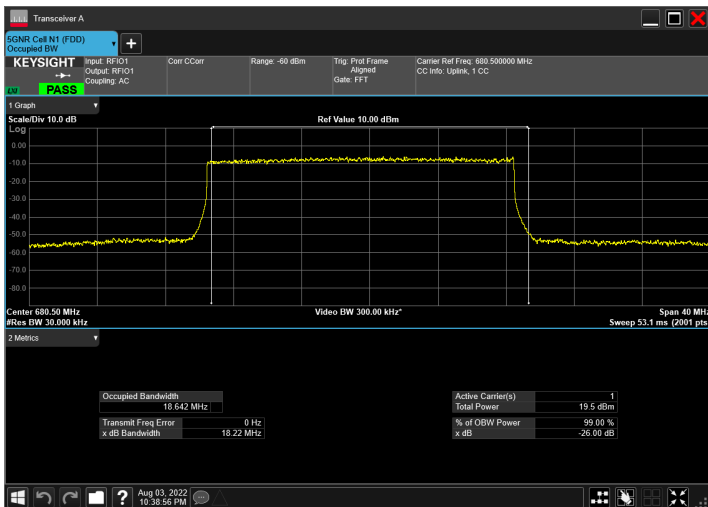 Transceiver A
5GNR Cell N1 (FDD)
Occupied BW
KEYSIGHT
PASS
Input: RFIO1
Output: RFIO1
Coupling: AC
Corr CCorr
Range: -60 dBm
Trig: Prot Frame
Aligned
Gate: FFT
Carrier Ref Freq: 680.500000 MHz
CC Info: Uplink, 1 CC
1 Graph
Scale/Div 10.0 dB
Ref Value 10.00 dBm
Log
0.00
-10.0
-20.0
-30.0
-40.0
-50.0
-60.0
-70.0
-80.0
Center 680.50 MHz
Video BW 300.00 kHz*
Span 40 MHz
#Res BW 30.000 kHz
Sweep 53.1 ms (2001 pts
2 Metrics
Occupied Bandwidth
18.642 MHz
Transmit Freq Error 0 Hz
x dB Bandwidth 18.22 MHz
Active Carrier(s) 1
Total Power 19.5 dBm
% of OBW Power 99.00 %
x dB -26.00 dB
?
Aug 03, 2022
10:38:56 PM